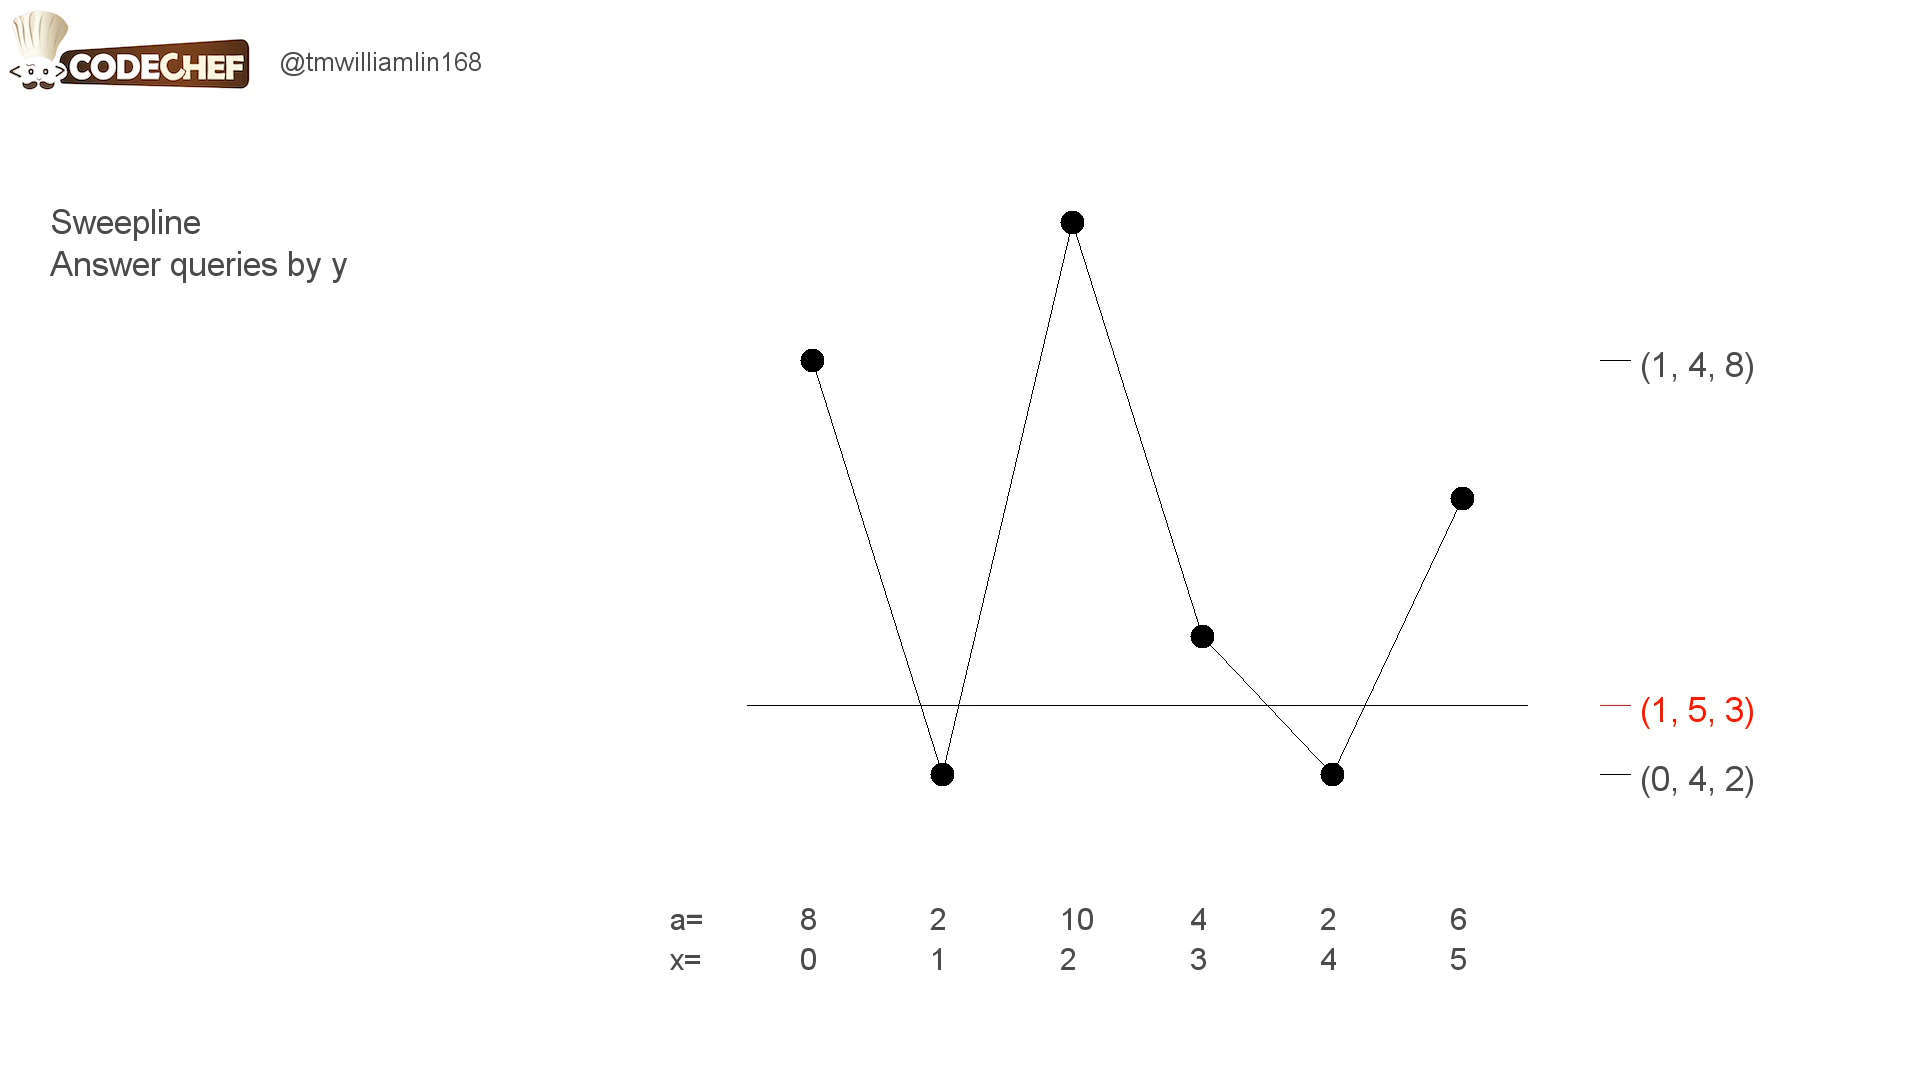 CODECHEF
@tmwilliamlin168
Sweepline
Answer queries by y
(1, 4, 8)
(1, 5, 3)
(0, 4, 2)
a= 8 2 10 4 2 6
x= 0 1 2 3 4 5